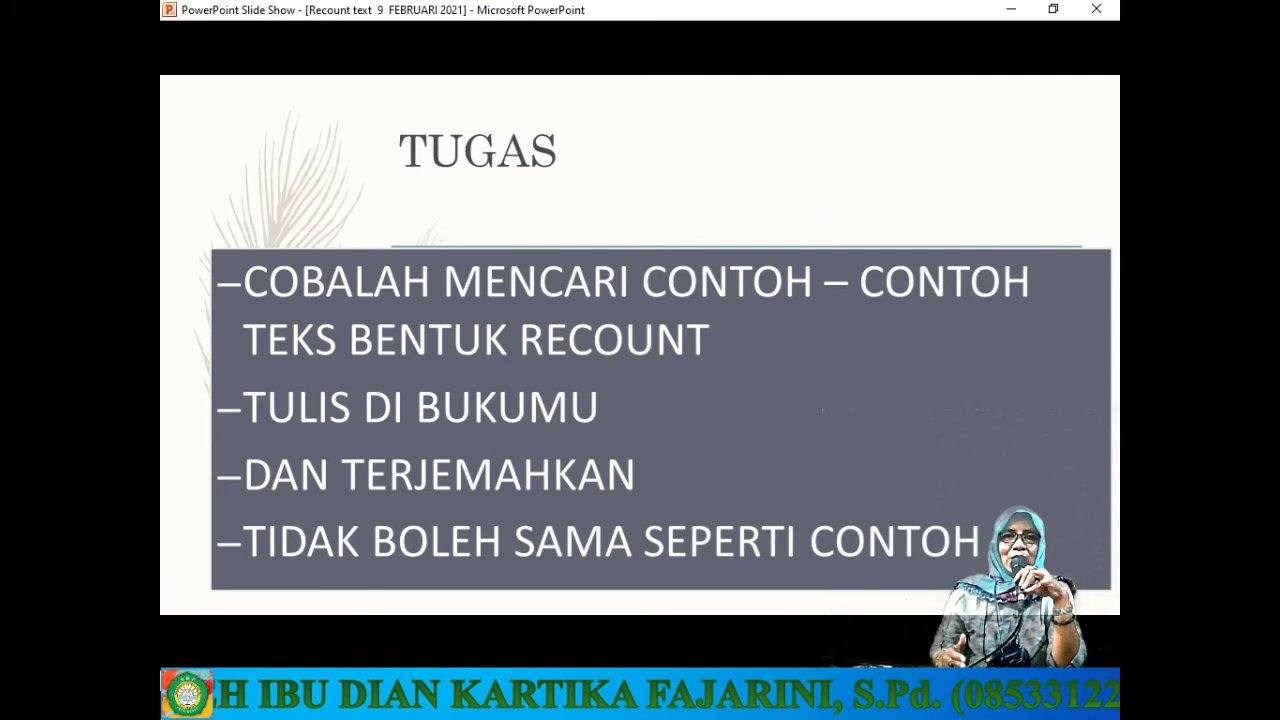 PowerPoint Slide Show - [Recount text 9 FEBRUARI 2021] - Microsoft PowerPoint
TUGAS
–COBALAH MENCARI CONTOH – CONTOH
TEKS BENTUK RECOUNT
–TULIS DI BUKUMU
–DAN TERJEMAHKAN
–TIDAK BOLEH SAMA SEPERTI CONTOH
H IBU DIAN KARTIKA FAJARINI, S.Pd. (08533122